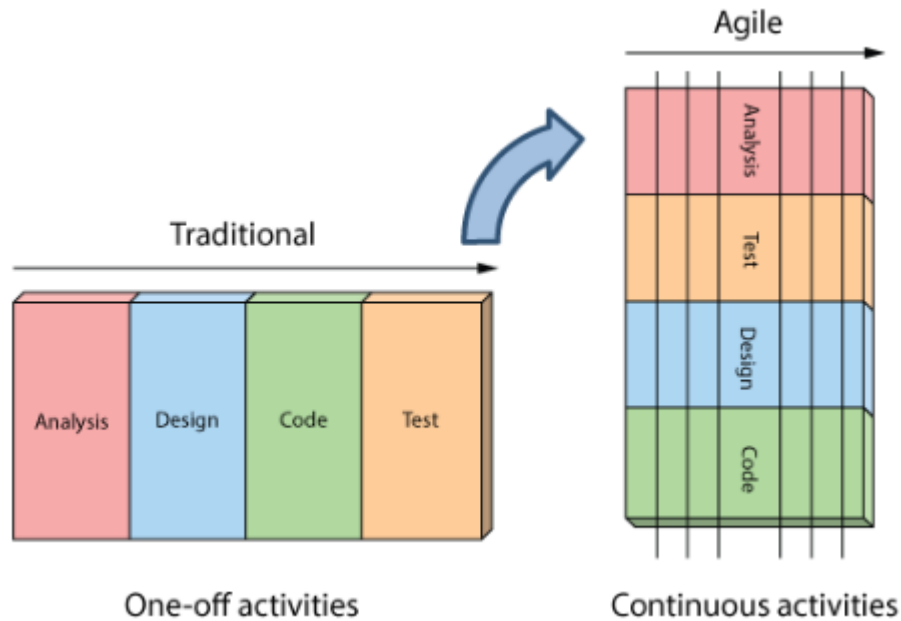 Agile
Analysis
Test
Design
Code
Traditional
Analysis
Design
Code
Test
One-off activities
Continuous activities